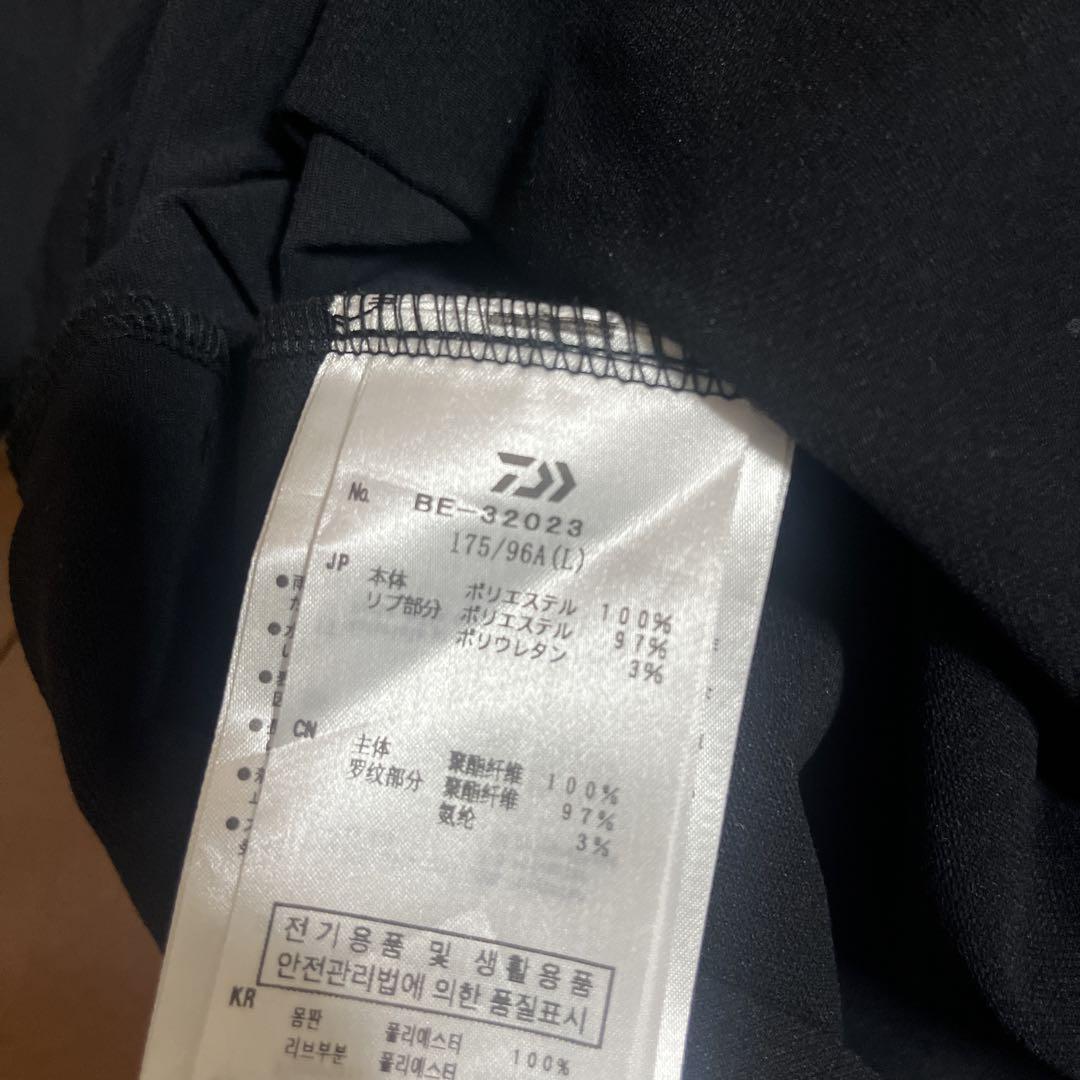 No. BE-32023
175/96A(L)
JP 本体 ポリエステル 100%
リブ部分 ポリエステル 97%
ポリウレタン 3%
CN 主体 聚酯纤维 100%
罗纹部分 聚酯纤维 97%
氨纶 3%
전기용품 및 생활용품
안전관리법에 의한 품질표시
KR 몸판 폴리에스터 100%
리브부분 폴리에스터